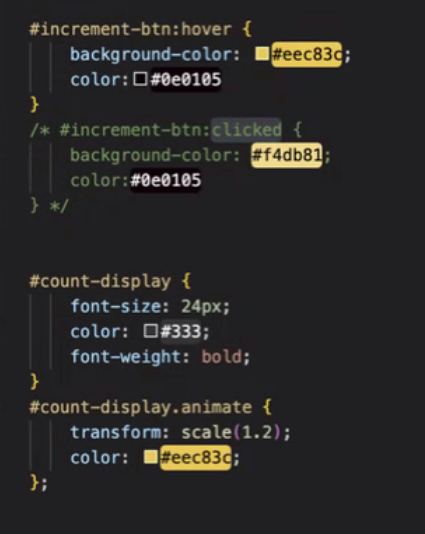 #increment-btn:hover {
background-color: #eec83c;
color:#0e0105
}
/* #increment-btn:clicked {
background-color: #f4db81;
color:#0e0105
} */
#count-display {
font-size: 24px;
color: #333;
font-weight: bold;
}
#count-display.animate {
transform: scale(1.2);
color: #eec83c;
};